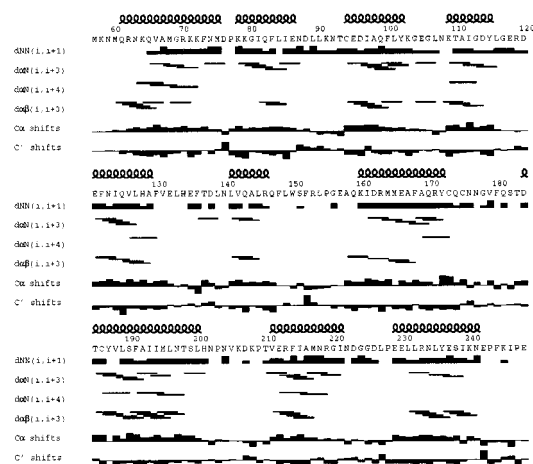 60 70 80 90 100 110 120
MKNMQRNKQVAMGRKKFNMDPKKGIQFLIENDLLKNTCEDIAQFLYKGEGLNKTAIGDYLGERD
dNN(i,i+1)
dαN(i,i+3)
dαN(i,i+4)
dαβ(i,i+3)
Cα shifts
C' shifts
130 140 150 160 170 180
EFNIQVLHAFVELHEFTDLNLVQALRQFLWSFRLPGEAQKIDRMMEAFAQRYCQCNNGVFQSTD
dNN(i,i+1)
dαN(i,i+3)
dαN(i,i+4)
dαβ(i,i+3)
Cα shifts
C' shifts
190 200 210 220 230 240
TCYVLSFAIIMLNTSLHNPNVKDKPTVERFIAMNRGINDGGDLPEELLRNLYESIKNEPFKIPE
dNN(i,i+1)
dαN(i,i+3)
dαN(i,i+4)
dαβ(i,i+3)
Cα shifts
C' shifts